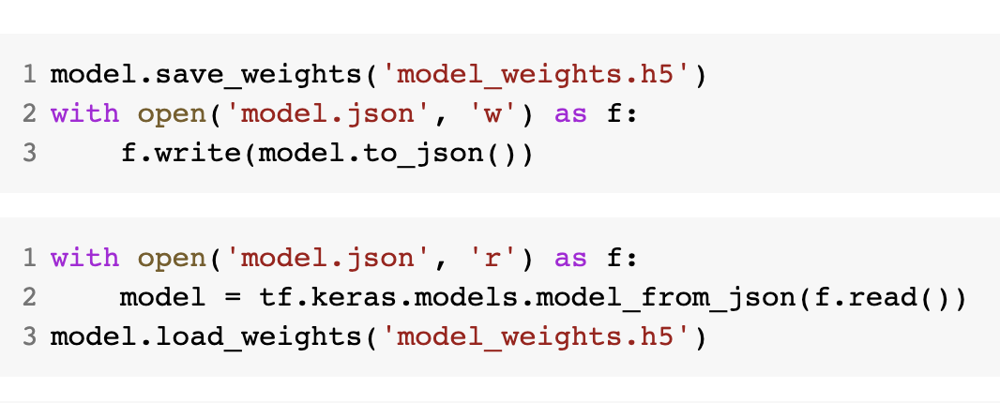 1 model.save_weights('model_weights.h5')
2 with open('model.json', 'w') as f:
3     f.write(model.to_json())
1 with open('model.json', 'r') as f:
2     model = tf.keras.models.model_from_json(f.read())
3 model.load_weights('model_weights.h5')